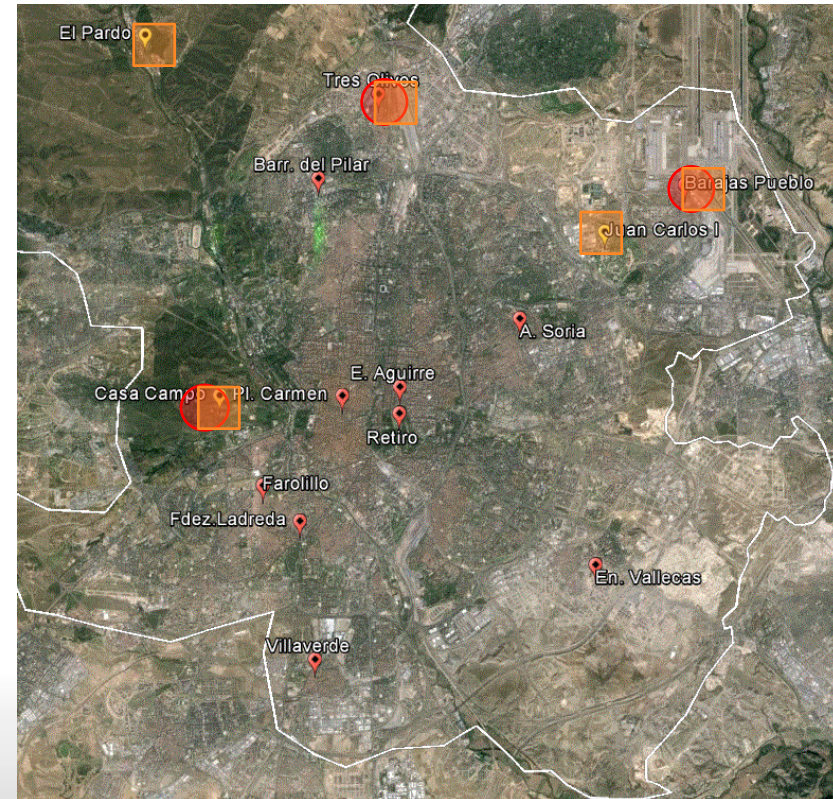 El Pardo
Tres Olivos
Barr. del Pilar
Barajas Pueblo
Juan Carlos I
A. Soria
E. Aguirre
Casa Campo
Pl. Carmen
Retiro
Farolillo
Fdez.Ladreda
En. Vallecas
Villaverde